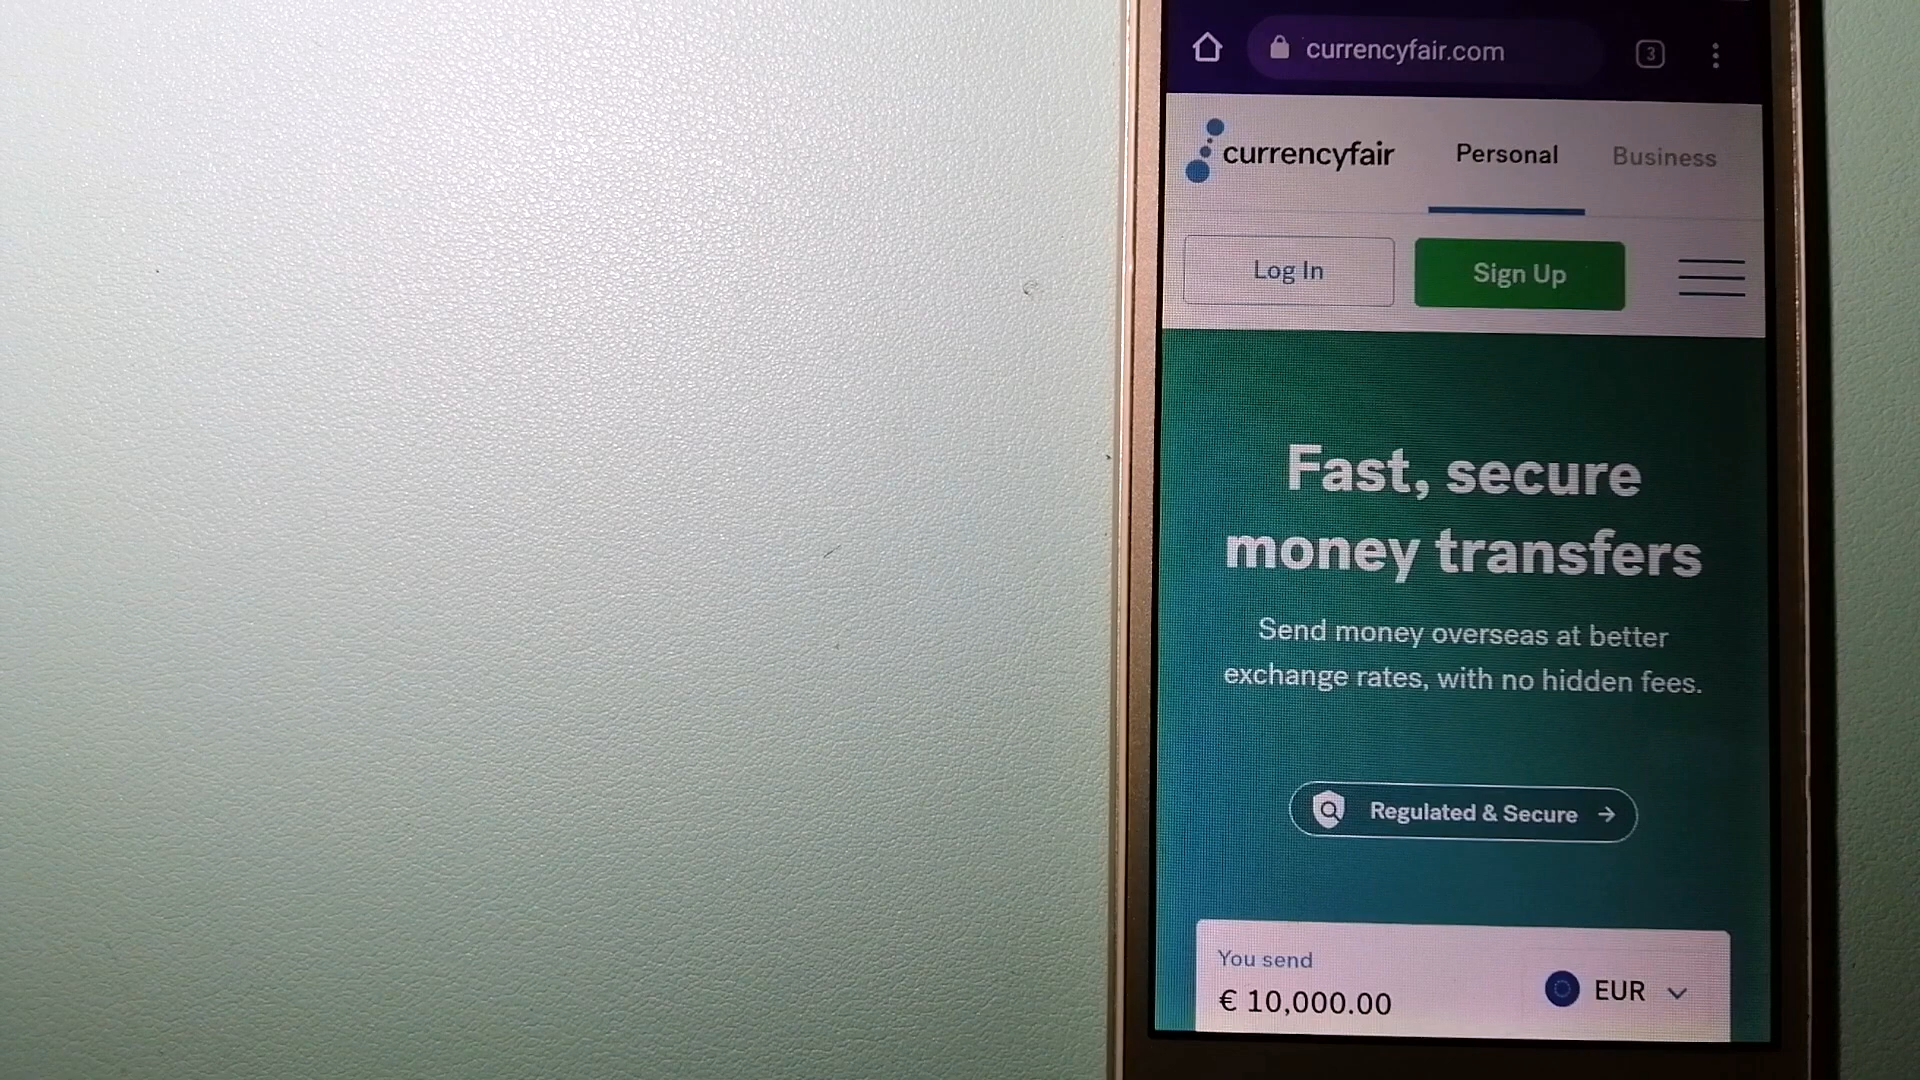 currencyfair.com
3
currencyfair
Personal
Business
Log In
Sign Up
Fast, secure
money transfers
Send money overseas at better
exchange rates, with no hidden fees.
Regulated & Secure →
You send
€ 10,000.00
EUR